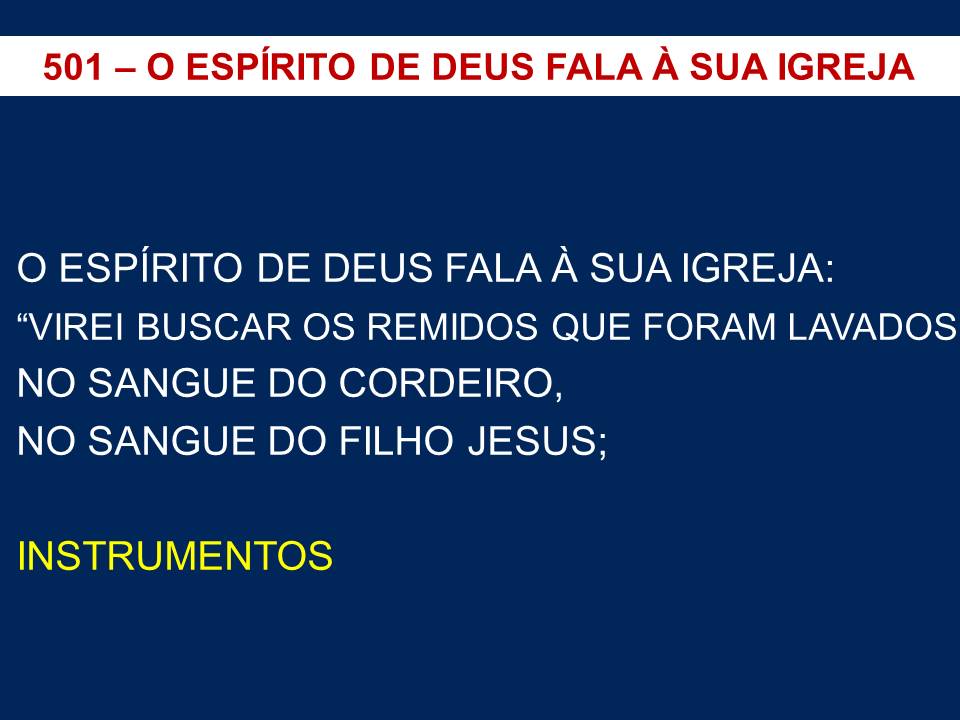 501 – O ESPÍRITO DE DEUS FALA À SUA IGREJA
O ESPÍRITO DE DEUS FALA À SUA IGREJA:
“VIREI BUSCAR OS REMIDOS QUE FORAM LAVADOS
NO SANGUE DO CORDEIRO,
NO SANGUE DO FILHO JESUS;
INSTRUMENTOS